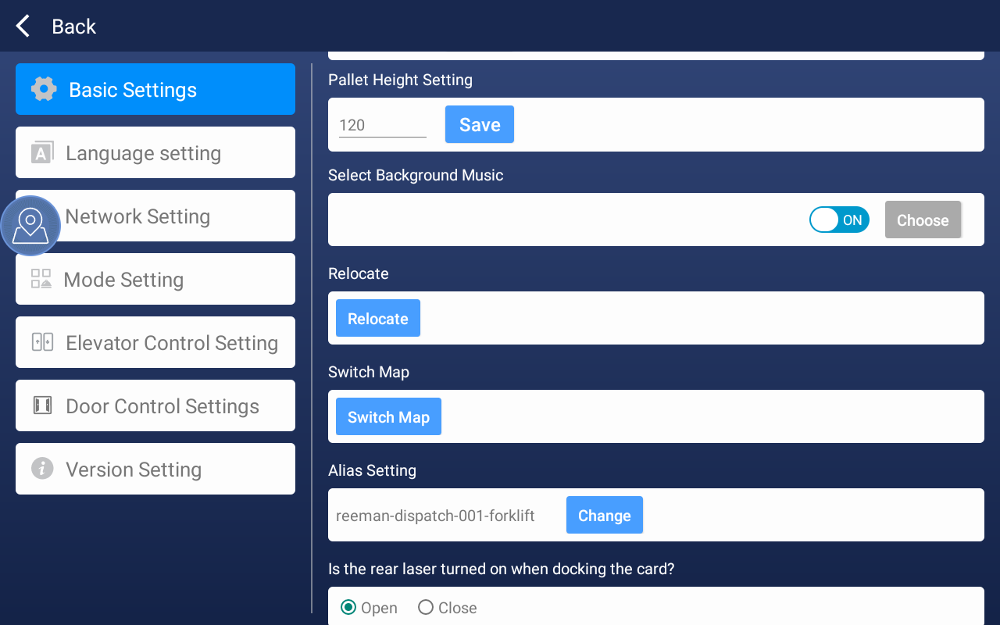 Back
Basic Settings
Language setting
Network Setting
Mode Setting
Elevator Control Setting
Door Control Settings
Version Setting
Pallet Height Setting
120 Save
Select Background Music
ON Choose
Relocate
Relocate
Switch Map
Switch Map
Alias Setting
reeman-dispatch-001-forklift Change
Is the rear laser turned on when docking the card?
Open Close